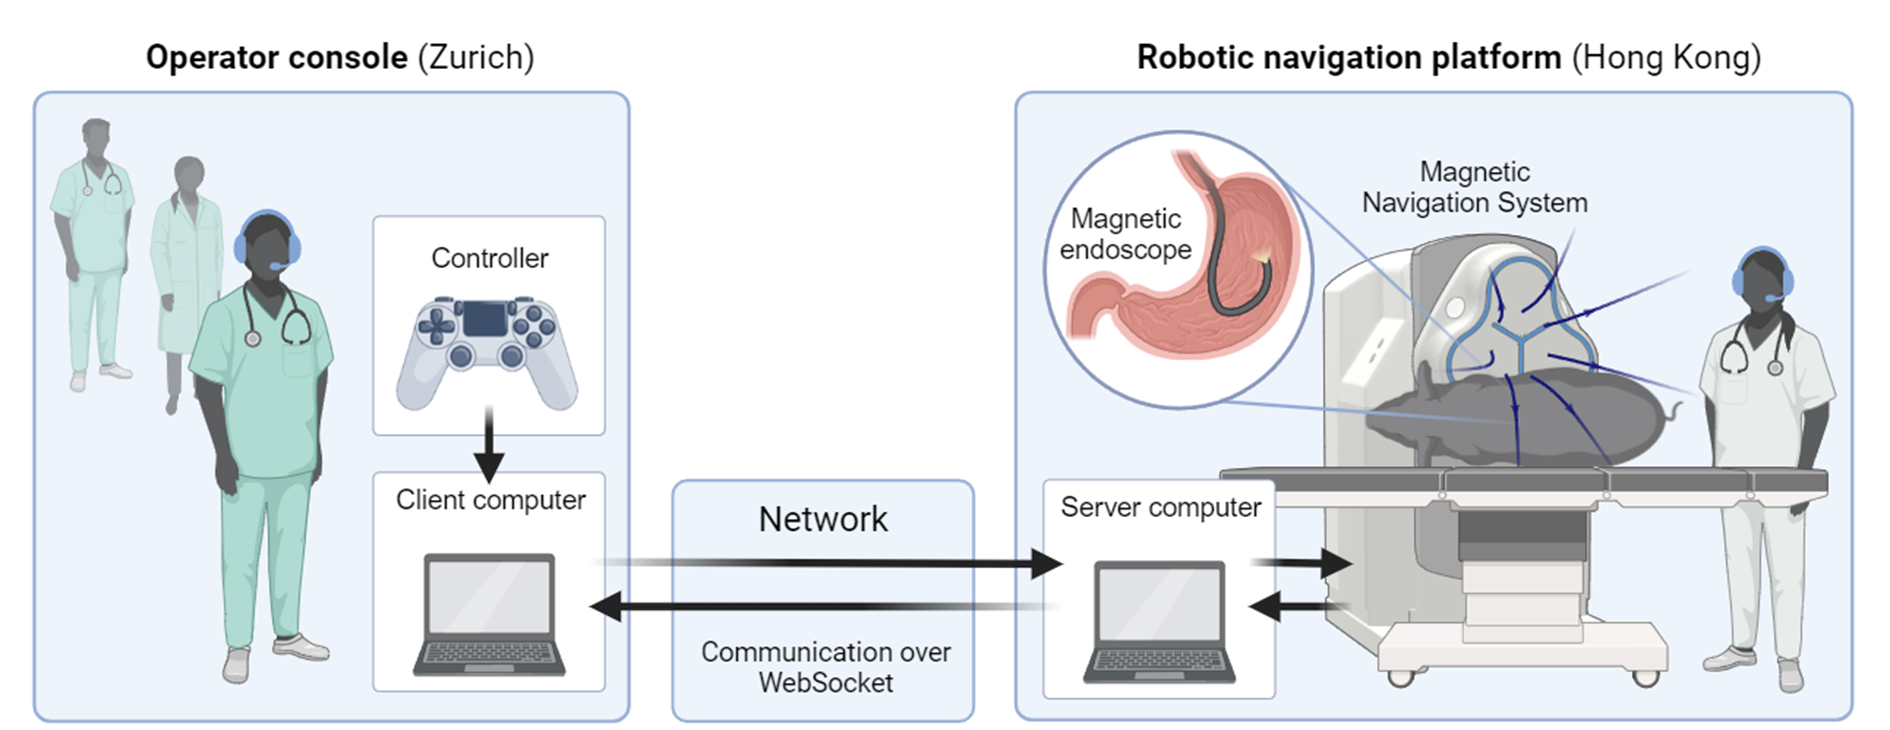 Operator console (Zurich)
Controller
Client computer
Network
Communication over
WebSocket
Robotic navigation platform (Hong Kong)
Magnetic
endoscope
Magnetic
Navigation System
Server computer